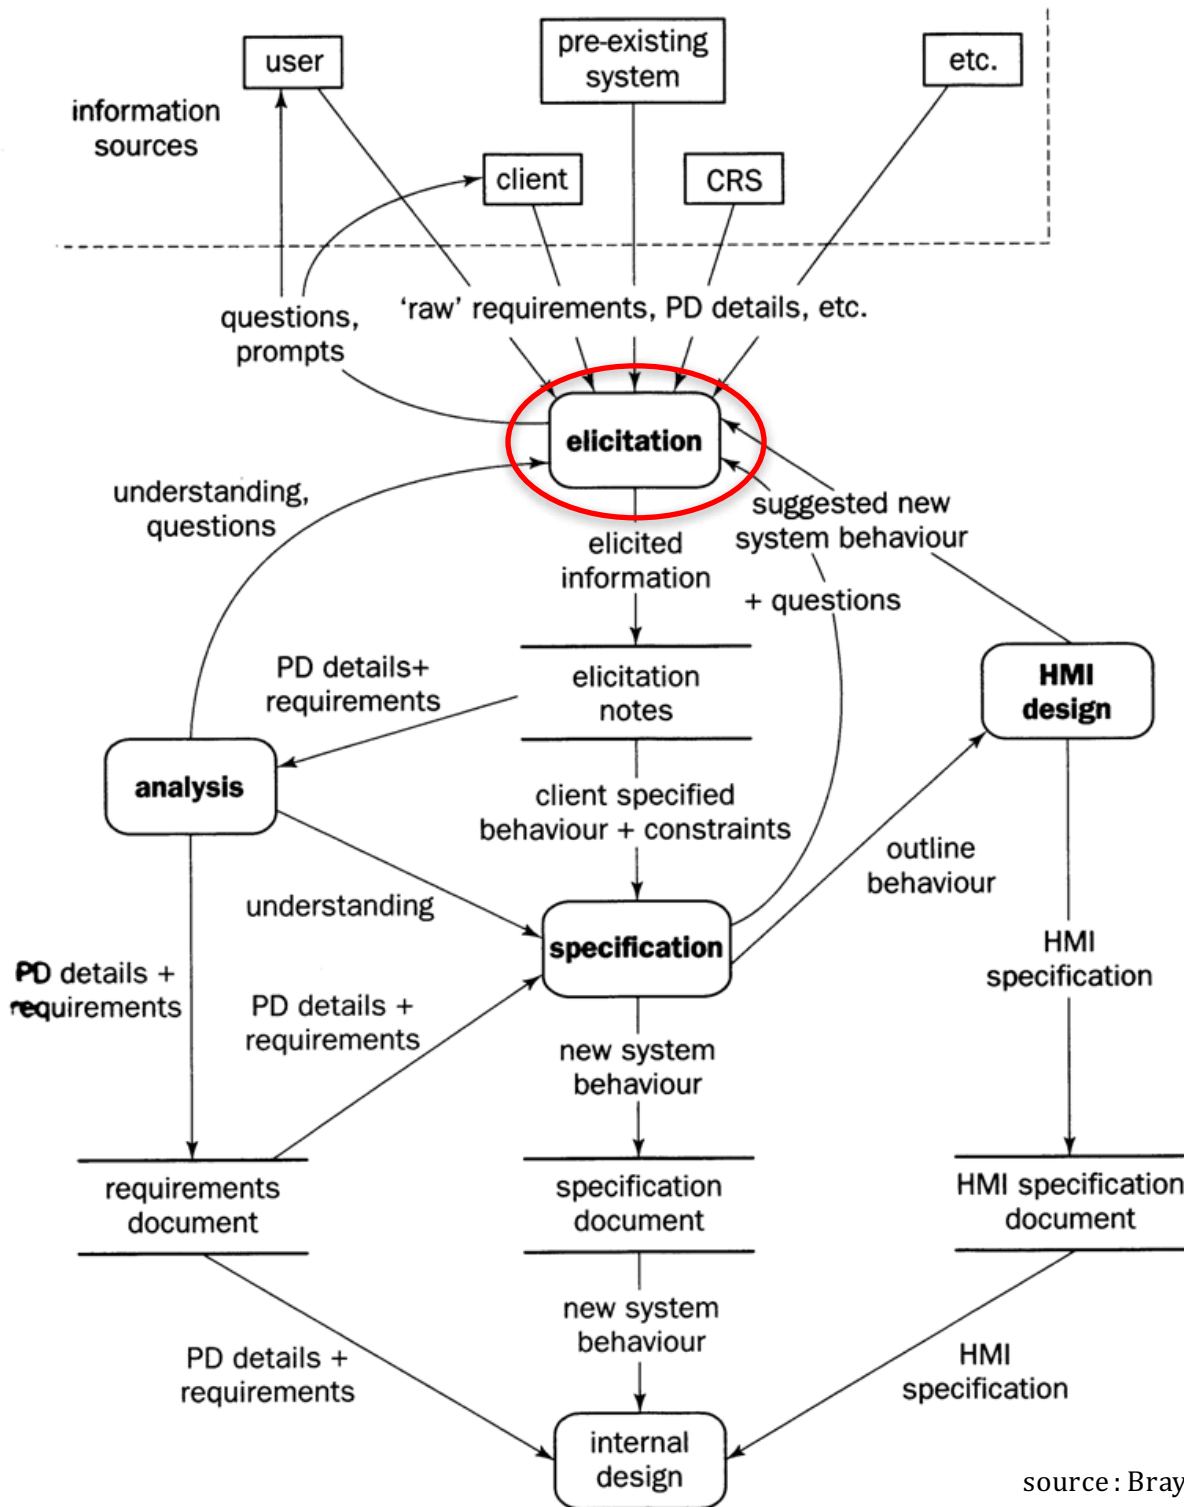 user
pre-existing
system
etc.
information
sources
client
CRS
questions,
prompts
‘raw’ requirements, PD details, etc.
elicitation
understanding,
questions
suggested new
system behaviour
+ questions
elicited
information
PD details+
requirements
elicitation
notes
HMI
design
analysis
client specified
behaviour + constraints
outline
behaviour
understanding
specification
HMI
specification
PD details +
requirements
PD details +
requirements
new system
behaviour
requirements
document
specification
document
HMI specification
document
new system
behaviour
PD details +
requirements
HMI
specification
internal
design
source : Bray